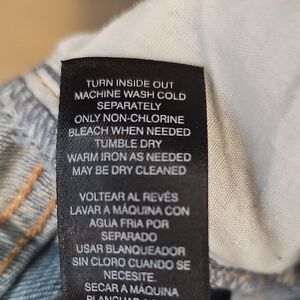 TURN INSIDE OUT
MACHINE WASH COLD
SEPARATELY
ONLY NON-CHLORINE
BLEACH WHEN NEEDED
TUMBLE DRY
WARM IRON AS NEEDED
MAY BE DRY CLEANED
VOLTEAR AL REVÉS
LAVAR A MÁQUINA CON
AGUA FRIA POR
SEPARADO
USAR BLANQUEADOR
SIN CLORO CUANDO SE
NECESITE
SECAR A MÁQUINA
PLANCHAR